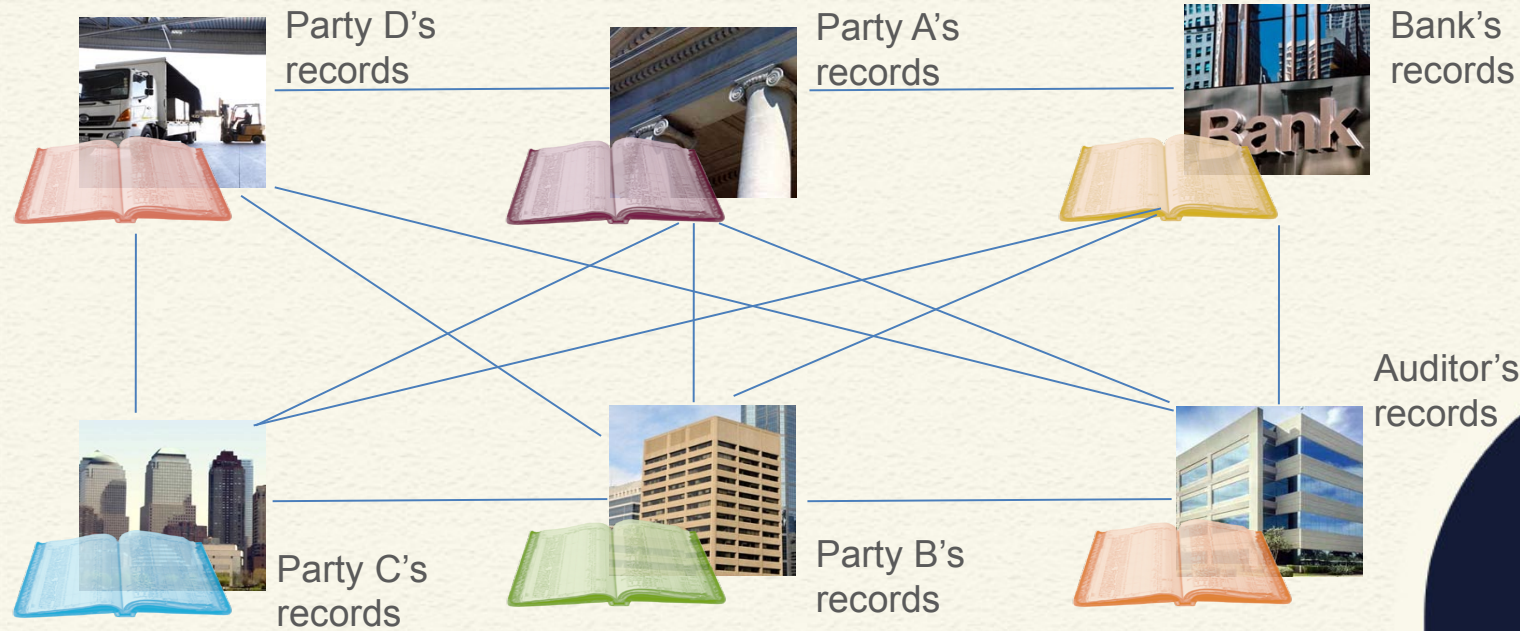 Party D’s
records
Party A’s
records
Bank’s
records
Bank
Auditor’s
records
Party C’s
records
Party B’s
records